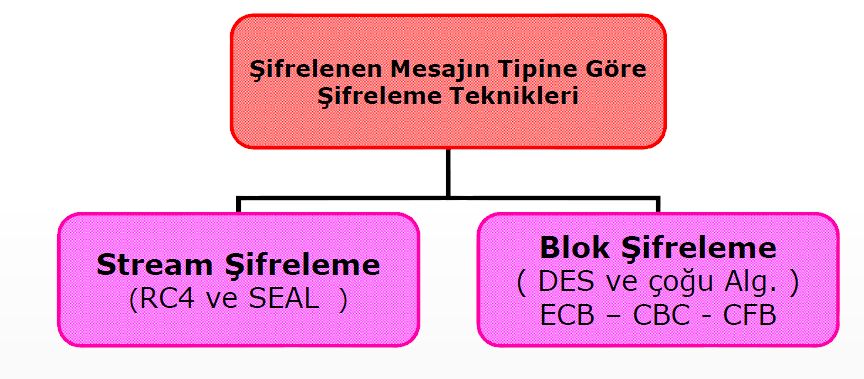 Şifrelenen Mesajın Tipine Göre
Şifreleme Teknikleri
Stream Şifreleme
(RC4 ve SEAL  )
Blok Şifreleme
( DES ve çoğu Alg. )
ECB – CBC - CFB